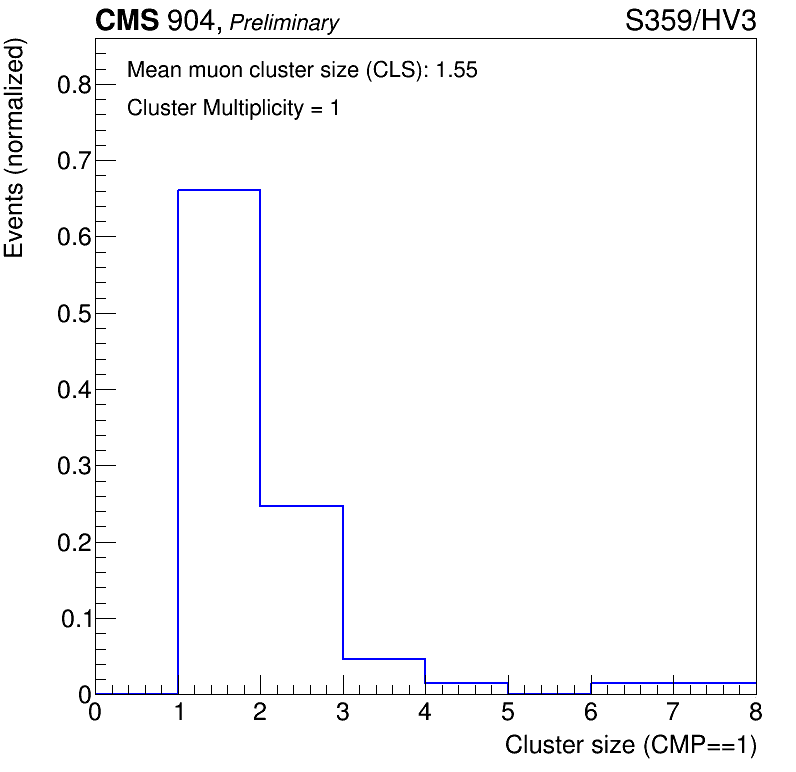 CMS 904, Preliminary S359/HV3
Mean muon cluster size (CLS): 1.55
Cluster Multiplicity = 1
Events (normalized)
0.8
0.7
0.6
0.5
0.4
0.3
0.2
0.1
0
0 1 2 3 4 5 6 7 8
Cluster size (CMP==1)